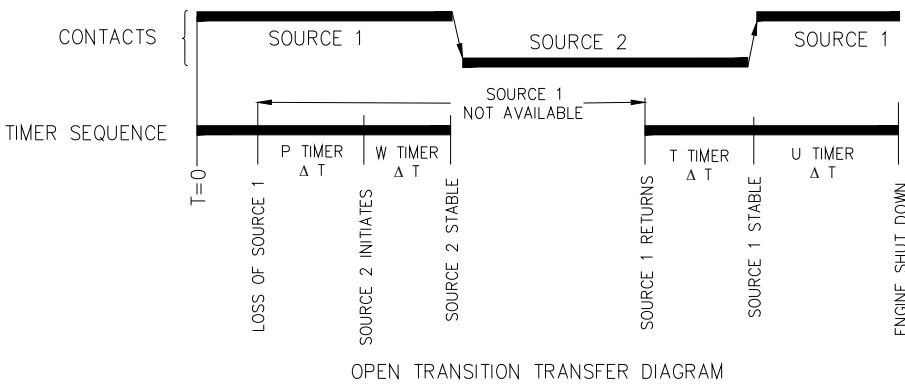 CONTACTS
SOURCE 1
SOURCE 2
SOURCE 1
SOURCE 1
NOT AVAILABLE
TIMER SEQUENCE
P TIMER
Δ T
W TIMER
Δ T
T TIMER
Δ T
U TIMER
Δ T
T=0
LOSS OF SOURCE 1
SOURCE 2 INITIATES
SOURCE 2 STABLE
SOURCE 1 RETURNS
SOURCE 1 STABLE
ENGINE SHUT DOWN
OPEN TRANSITION TRANSFER DIAGRAM